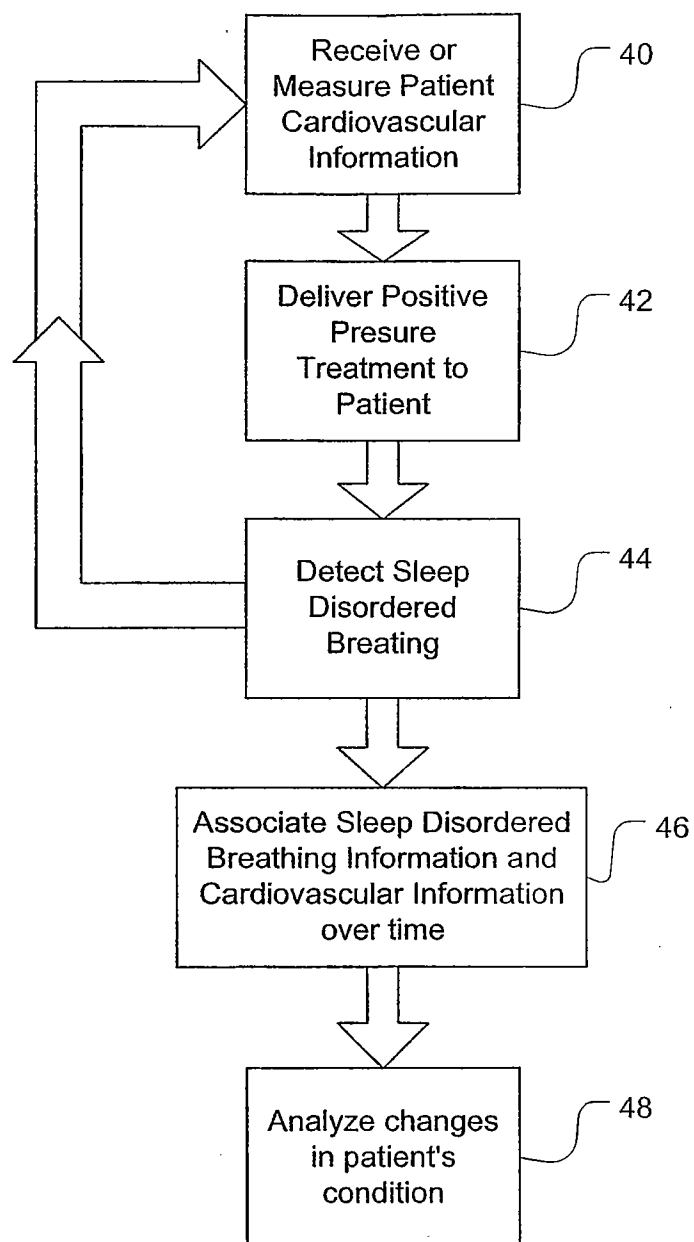 Receive or
Measure Patient
Cardiovascular
Information
40
Deliver Positive
Presure
Treatment to
Patient
42
Detect Sleep
Disordered
Breating
44
Associate Sleep Disordered
Breathing Information and
Cardiovascular Information
over time
46
Analyze changes
in patient's
condition
48